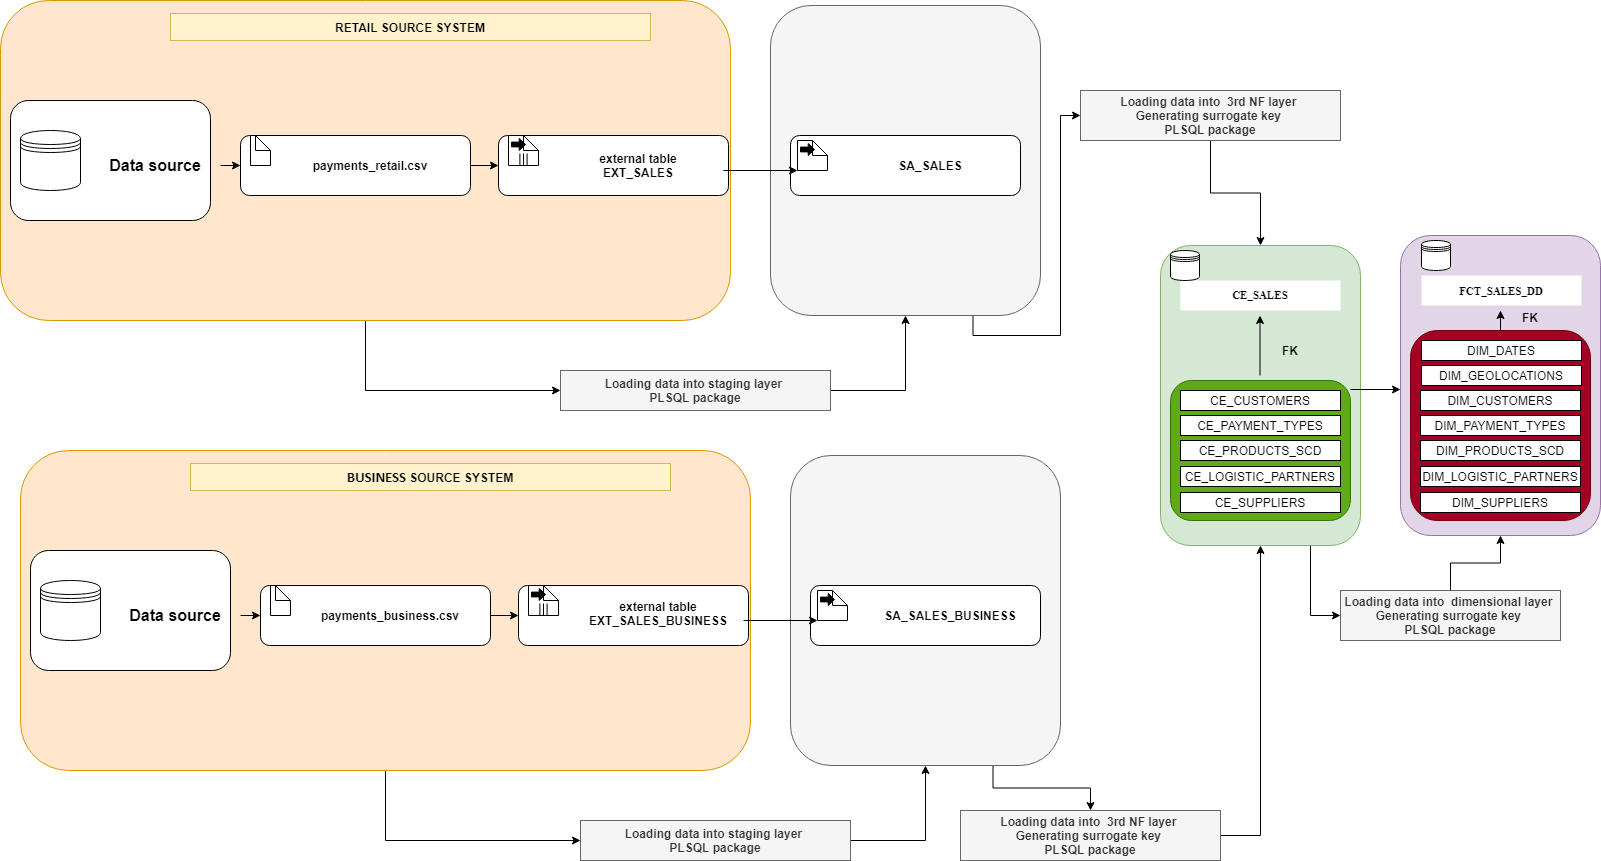 RETAIL SOURCE SYSTEM
Data source
payments_retail.csv
external table
EXT_SALES
SA_SALES
Loading data into 3rd NF layer
Generating surrogate key
PLSQL package
Loading data into staging layer
PLSQL package
CE_SALES
FK
CE_CUSTOMERS
CE_PAYMENT_TYPES
CE_PRODUCTS_SCD
CE_LOGISTIC_PARTNERS
CE_SUPPLIERS
FCT_SALES_DD
FK
DIM_DATES
DIM_GEOLOCATIONS
DIM_CUSTOMERS
DIM_PAYMENT_TYPES
DIM_PRODUCTS_SCD
DIM_LOGISTIC_PARTNERS
DIM_SUPPLIERS
BUSINESS SOURCE SYSTEM
Data source
payments_business.csv
external table
EXT_SALES_BUSINESS
SA_SALES_BUSINESS
Loading data into dimensional layer
Generating surrogate key
PLSQL package
Loading data into staging layer
PLSQL package
Loading data into 3rd NF layer
Generating surrogate key
PLSQL package